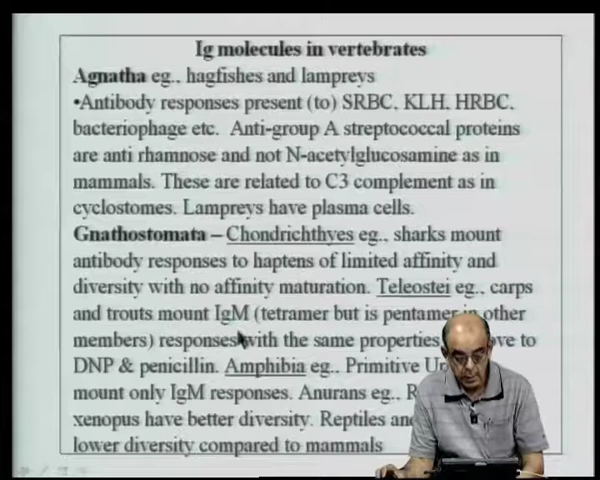 Ig molecules in vertebrates
Agnatha eg., hagfishes and lampreys
•Antibody responses present (to) SRBC, KLH, HRBC,
bacteriophage etc. Anti-group A streptococcal proteins
are anti rhamnose and not N-acetylglucosamine as in
mammals. These are related to C3 complement as in
cyclostomes. Lampreys have plasma cells.
Gnathostomata – Chondrichthyes eg., sharks mount
antibody responses to haptens of limited affinity and
diversity with no affinity maturation. Teleostei eg., carps
and trouts mount IgM (tetramer but is pentamer in other
members) responses with the same properties to
DNP & penicillin. Amphibia eg., Primitive
mount only IgM responses. Anurans eg.,
xenopus have better diversity. Reptiles
lower diversity compared to mammals